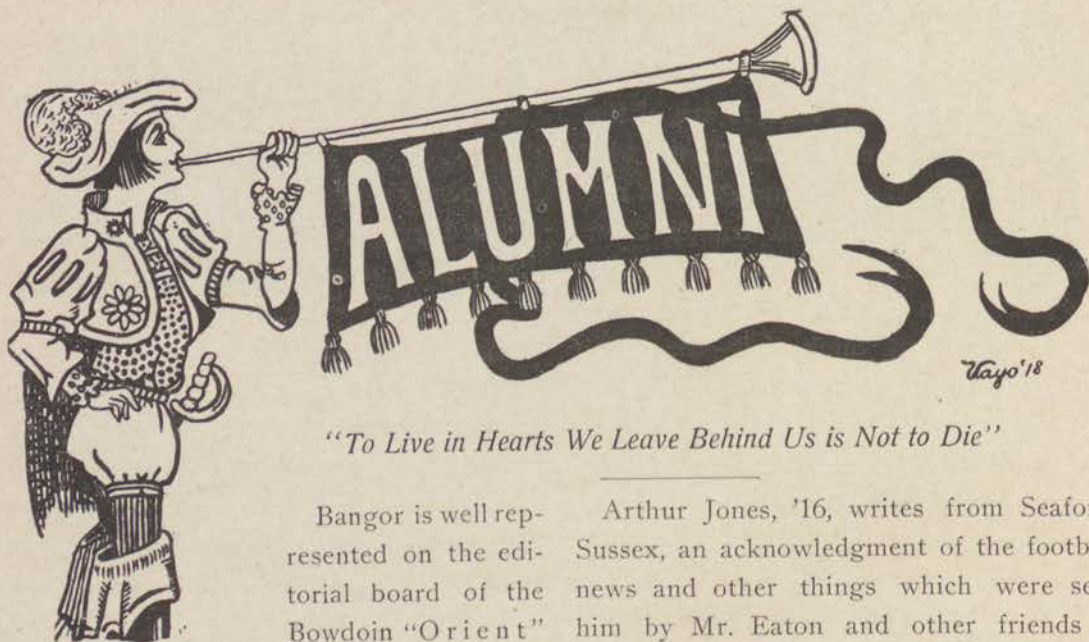 ALUMNI
'18
"To Live in Hearts We Leave Behind Us is Not to Die"
Bangor is well rep-
resented on the edi-
torial board of the
Bowdoin "Orient"
Arthur Jones, '16, writes from Seafor
Sussex, an acknowledgment of the footb
news and other things which were se
him by Mr. Eaton and other friends